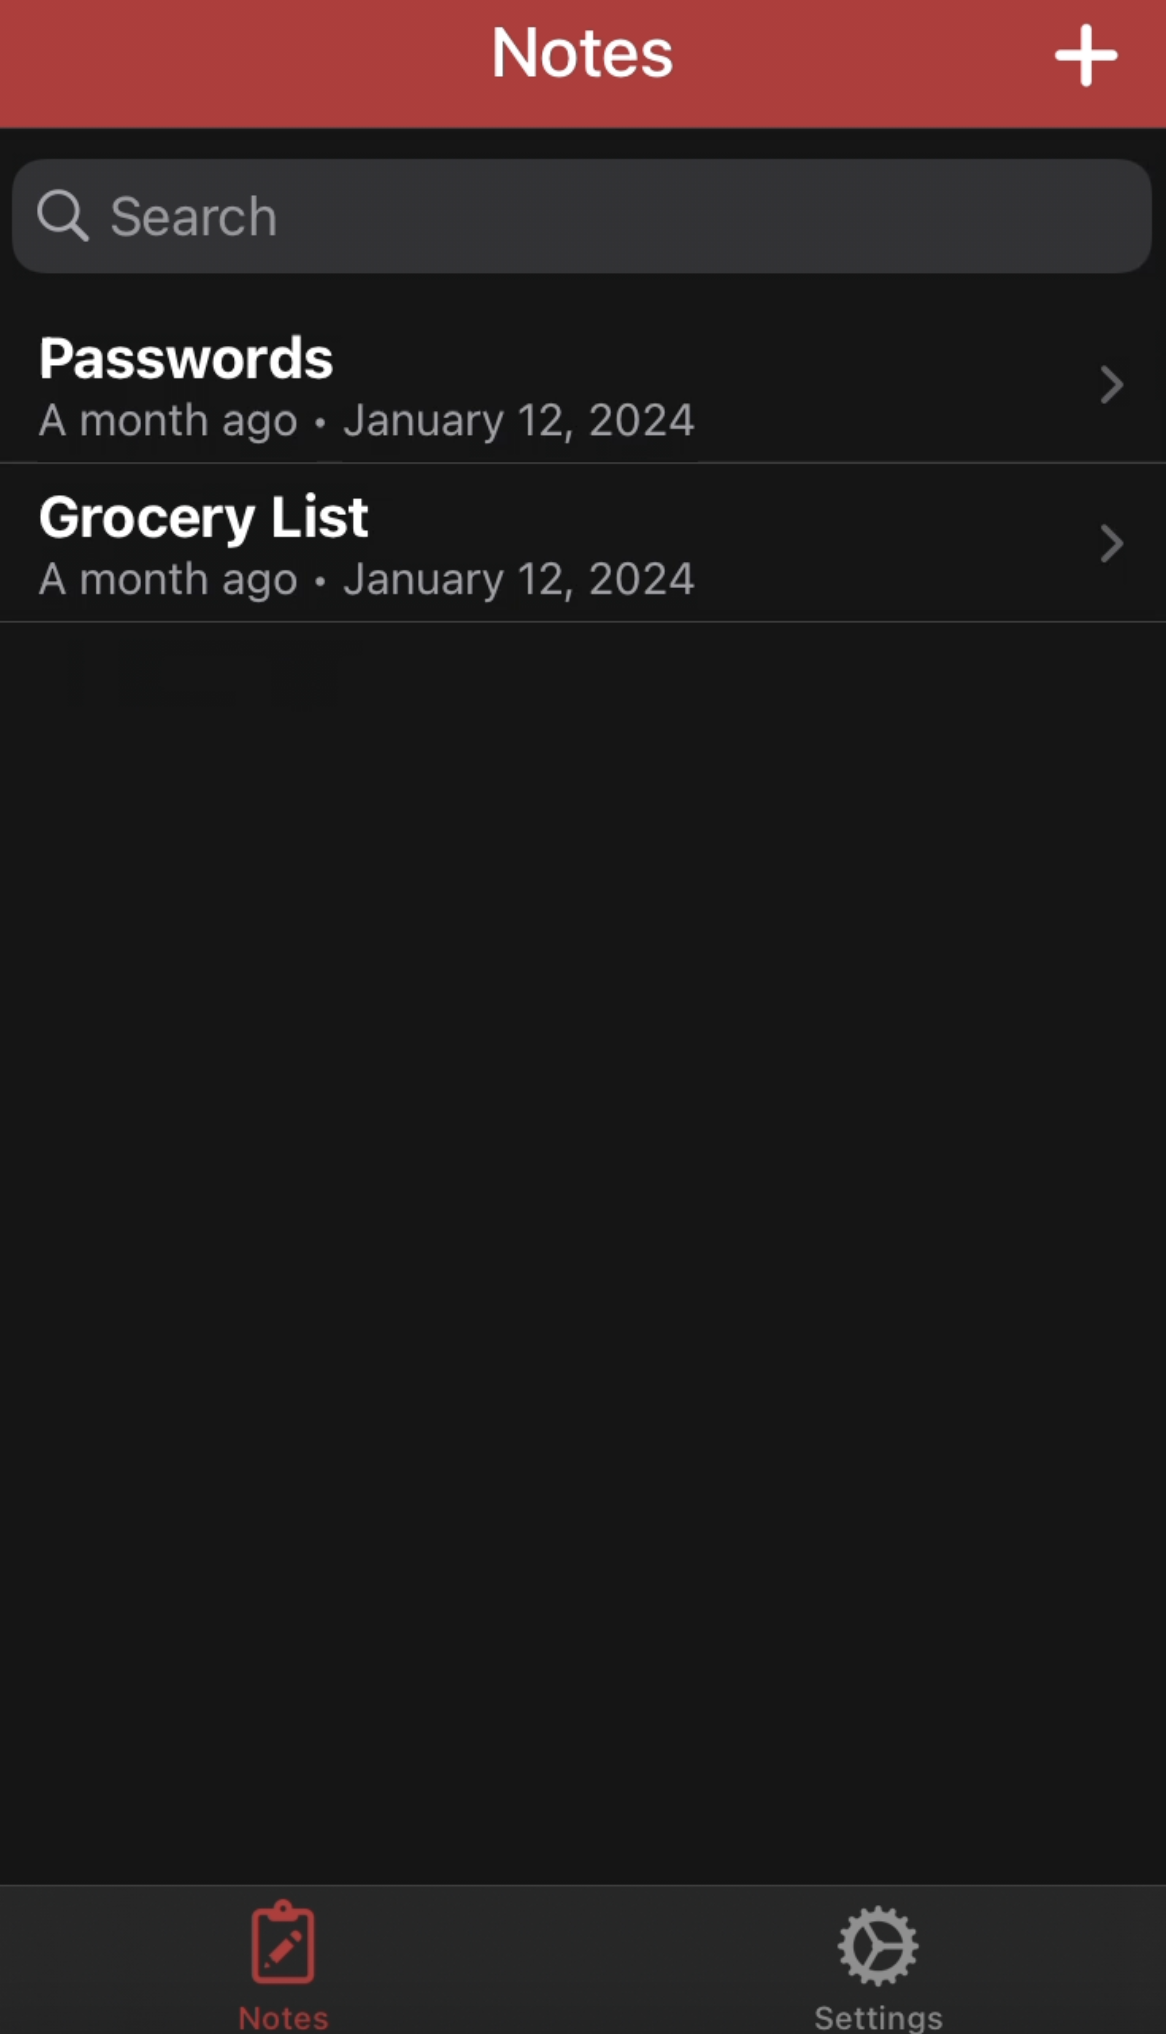 Notes
Search
Passwords
A month ago • January 12, 2024
Grocery List
A month ago • January 12, 2024
Notes
Settings